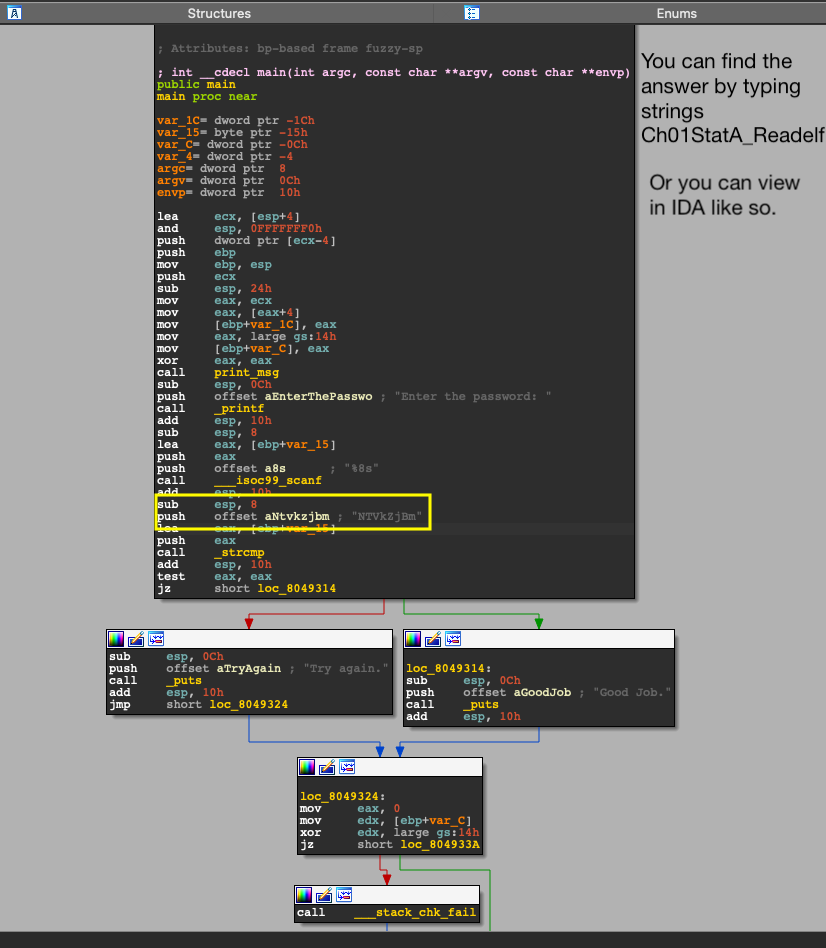 Structures
Enums
; Attributes: bp-based frame fuzzy-sp
; int __cdecl main(int argc, const char **argv, const char **envp)
public main
main proc near
var_1C= dword ptr -1Ch
var_15= byte ptr -15h
var_C= dword ptr -0Ch
var_4= dword ptr -4
argc= dword ptr  8
argv= dword ptr  0Ch
envp= dword ptr  10h
lea     ecx, [esp+4]
and     esp, 0FFFFFFF0h
push    dword ptr [ecx-4]
push    ebp
mov     ebp, esp
push    ecx
sub     esp, 24h
mov     eax, ecx
mov     eax, [eax+4]
mov     [ebp+var_1C], eax
mov     eax, large gs:14h
mov     [ebp+var_C], eax
xor     eax, eax
call    print_msg
sub     esp, 0Ch
push    offset aEnterThePasswo ; "Enter the password: "
call    _printf
add     esp, 10h
sub     esp, 8
lea     eax, [ebp+var_15]
push    eax
push    offset a8s      ; "%8s"
call    ___isoc99_scanf
add     esp, 10h
sub     esp, 8
push    offset aNtvkzjbm ; "NTVkZjBm"
lea     eax, [ebp+var_15]
push    eax
call    _strcmp
add     esp, 10h
test    eax, eax
jz      short loc_8049314
You can find the
answer by typing
strings
Ch01StatA_Readelf
Or you can view
in IDA like so.
sub     esp, 0Ch
push    offset aTryAgain ; "Try again."
call    _puts
add     esp, 10h
jmp     short loc_8049324
loc_8049314:
sub     esp, 0Ch
push    offset aGoodJob ; "Good Job."
call    _puts
add     esp, 10h
loc_8049324:
mov     eax, 0
mov     edx, [ebp+var_C]
xor     edx, large gs:14h
jz      short loc_804933A
call    ___stack_chk_fail